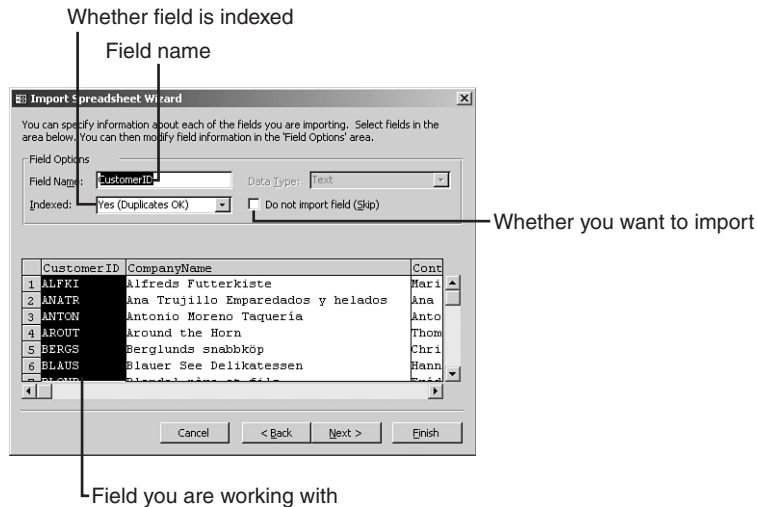 Whether field is indexed
Field name
Import Spreadsheet Wizard
You can specify information about each of the fields you are importing. Select fields in the
area below. You can then modify field information in the 'Field Options' area.
Field Options
Field Name: CustomerID Data Type: Text
Indexed: Yes (Duplicates OK) Do not import field (Skip)
Whether you want to import
CustomerID CompanyName Cont
1 ALFKI Alfreds Futterkiste Mari
2 ANATR Ana Trujillo Emparedados y helados Ana
3 ANTON Antonio Moreno Taquería Anto
4 AROUT Around the Horn Thom
5 BERGS Berglunds snabbköp Chri
6 BLAUS Blauer See Delikatessen Hann
Cancel < Back Next > Finish
Field you are working with